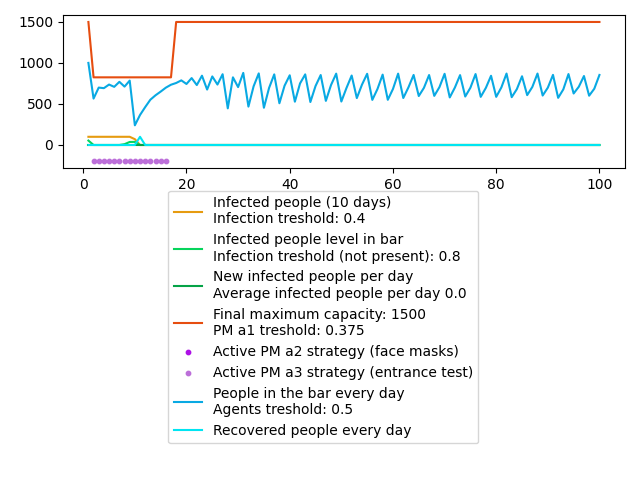 1500
1000
500
0
0 20 40 60 80 100
Infected people (10 days)
Infection treshold: 0.4
Infected people level in bar
Infection treshold (not present): 0.8
New infected people per day
Average infected people per day 0.0
Final maximum capacity: 1500
PM a1 treshold: 0.375
Active PM a2 strategy (face masks)
Active PM a3 strategy (entrance test)
People in the bar every day
Agents treshold: 0.5
Recovered people every day